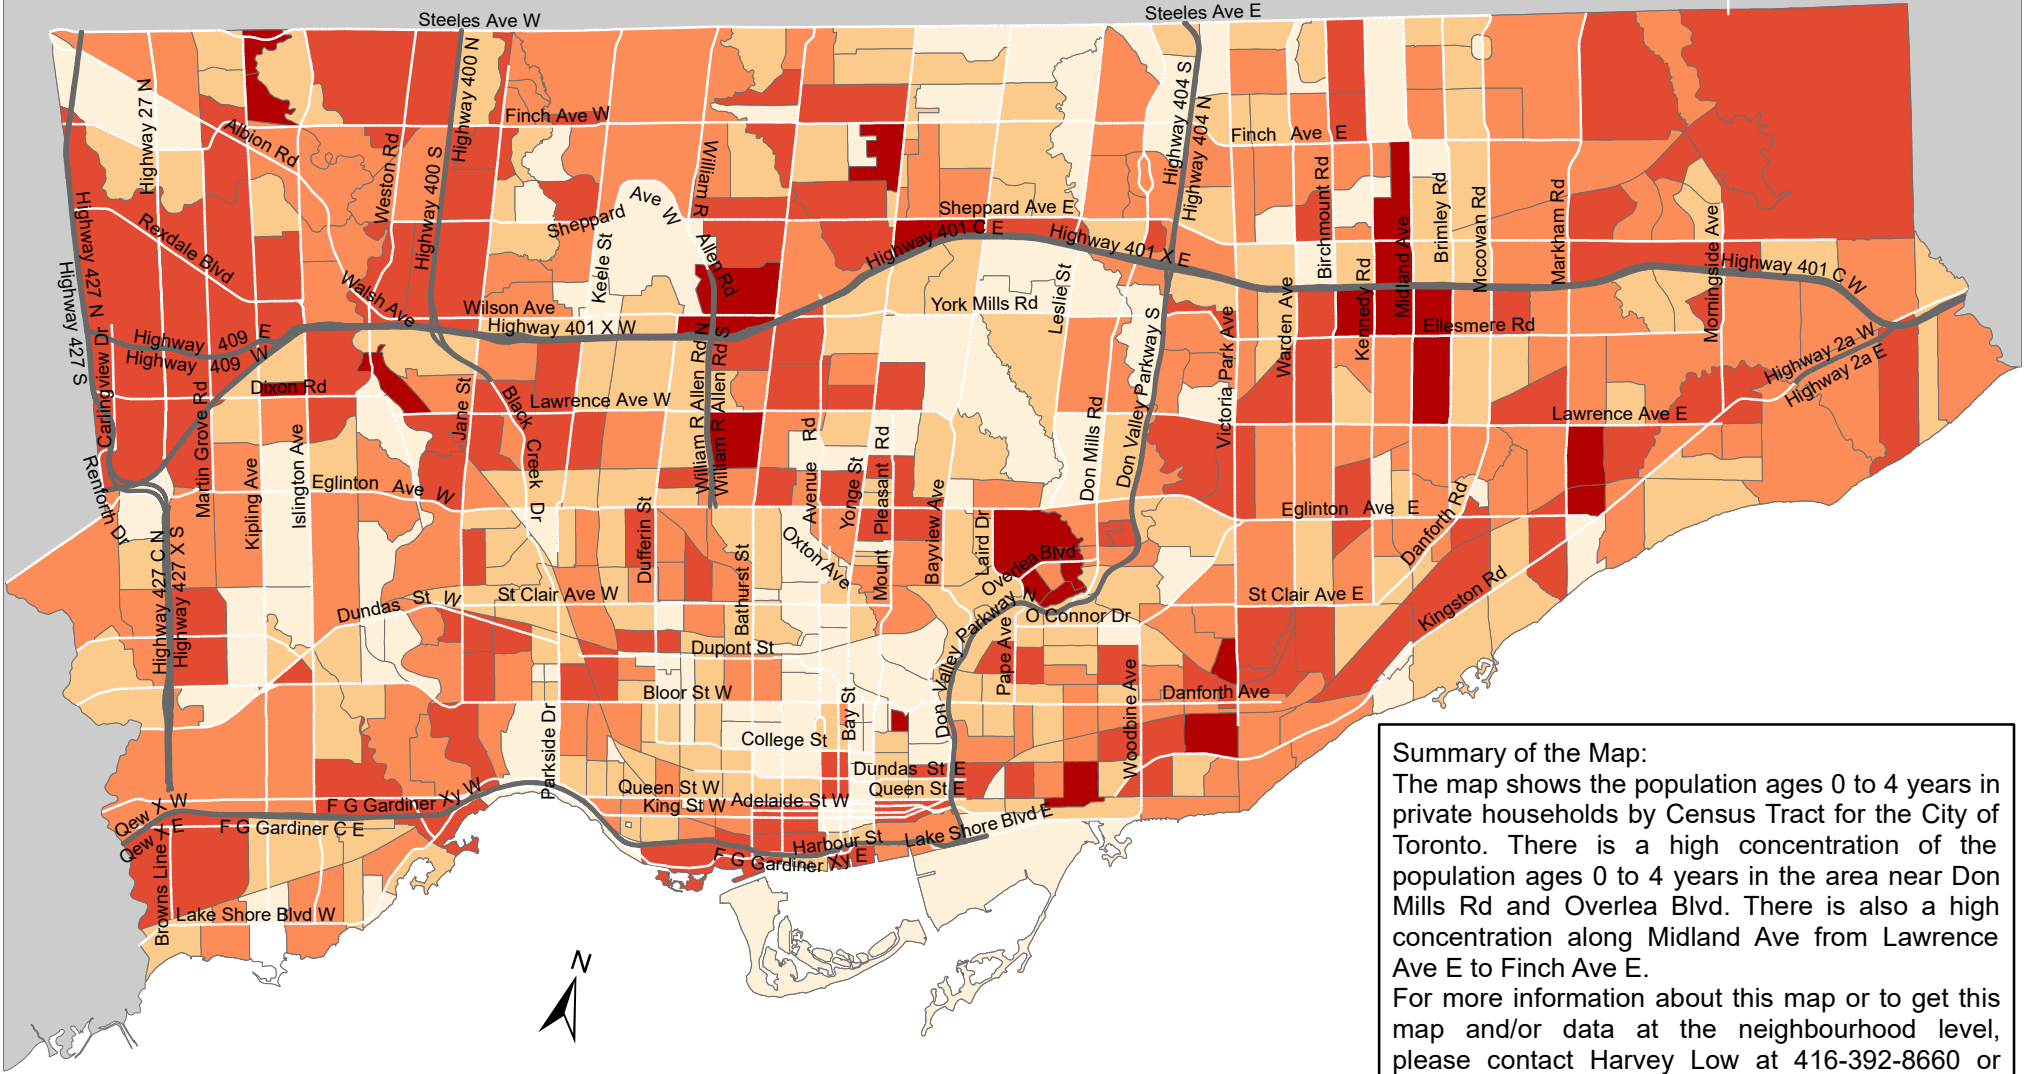 Steeles Ave W
Steeles Ave E
Highway 27 N
Albion Rd
Weston Rd
Highway 400 N
Highway 400 S
Finch Ave W
William R
Allen Rd
Highway 404 S
Highway 404 N
Finch Ave E
Highway 427 N
Highway 427 S
Rexdale Blvd
Walsh Ave
Sheppard Ave W
Keele St
Sheppard Ave E
Highway 401 C E
Highway 401 X E
Leslie St
York Mills Rd
Birchmount Rd
Kennedy Rd
Midland Ave
Brimley Rd
Mccowan Rd
Markham Rd
Morningside Ave
Highway 401 C W
Highway 2a W
Highway 2a E
Wilson Ave
Highway 401 X W
Highway 409 E
Highway 409 W
Carlingview Dr
Dixon Rd
Martin Grove Rd
Kipling Ave
Islington Ave
Jane St
Black Creek Dr
Lawrence Ave W
William R Allen Rd N
William R Allen Rd S
Avenue Rd
Yonge St
Mount Pleasant Rd
Bayview Ave
Laird Dr
Don Mills Rd
Don Valley Parkway S
Victoria Park Ave
Warden Ave
Ellesmere Rd
Lawrence Ave E
Renforth Dr
Eglinton Ave W
Highway 427 C N
Highway 427 X S
Dufferin St
Bathurst St
Oxton Ave
Overlea Blvd
Don Valley Parkway N
O Connor Dr
Pape Ave
Eglinton Ave E
Danforth Rd
St Clair Ave E
Kingston Rd
Dundas St W
St Clair Ave W
Dupont St
Bloor St W
Bay St
College St
Parkside Dr
Danforth Ave
Woodbine Ave
Dundas St E
Queen St E
Queen St W
King St W
Adelaide St W
Qew X W
Qew X E
F G Gardiner Xy W
F G Gardiner C E
Harbour St
Lake Shore Blvd E
F G Gardiner Xy E
Browns Line
Lake Shore Blvd W
N
Summary of the Map:
The map shows the population ages 0 to 4 years in
private households by Census Tract for the City of
Toronto. There is a high concentration of the
population ages 0 to 4 years in the area near Don
Mills Rd and Overlea Blvd. There is also a high
concentration along Midland Ave from Lawrence
Ave E to Finch Ave E.
For more information about this map or to get this
map and/or data at the neighbourhood level,
please contact Harvey Low at 416-392-8660 or